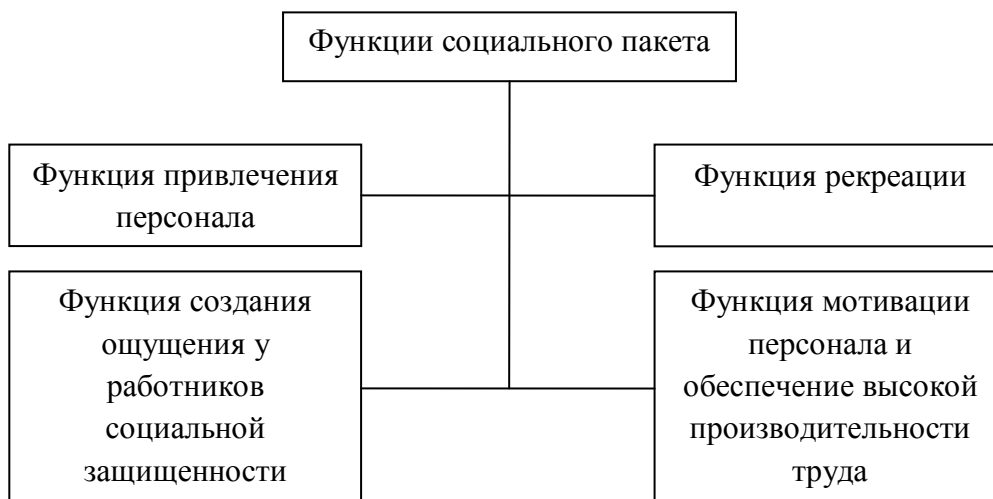 Функции социального пакета
Функция привлечения
персонала
Функция рекреации
Функция создания
ощущения у
работников
социальной
защищенности
Функция мотивации
персонала и
обеспечение высокой
производительности
труда